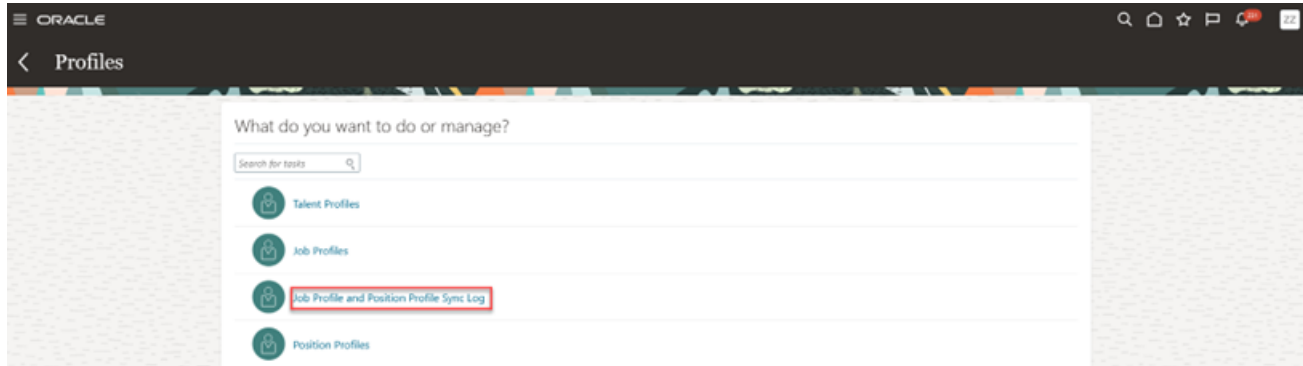 ORACLE
ZZ
Profiles
What do you want to do or manage?
Search for tasks
Talent Profiles
Job Profiles
Job Profile and Position Profile Sync Log
Position Profiles